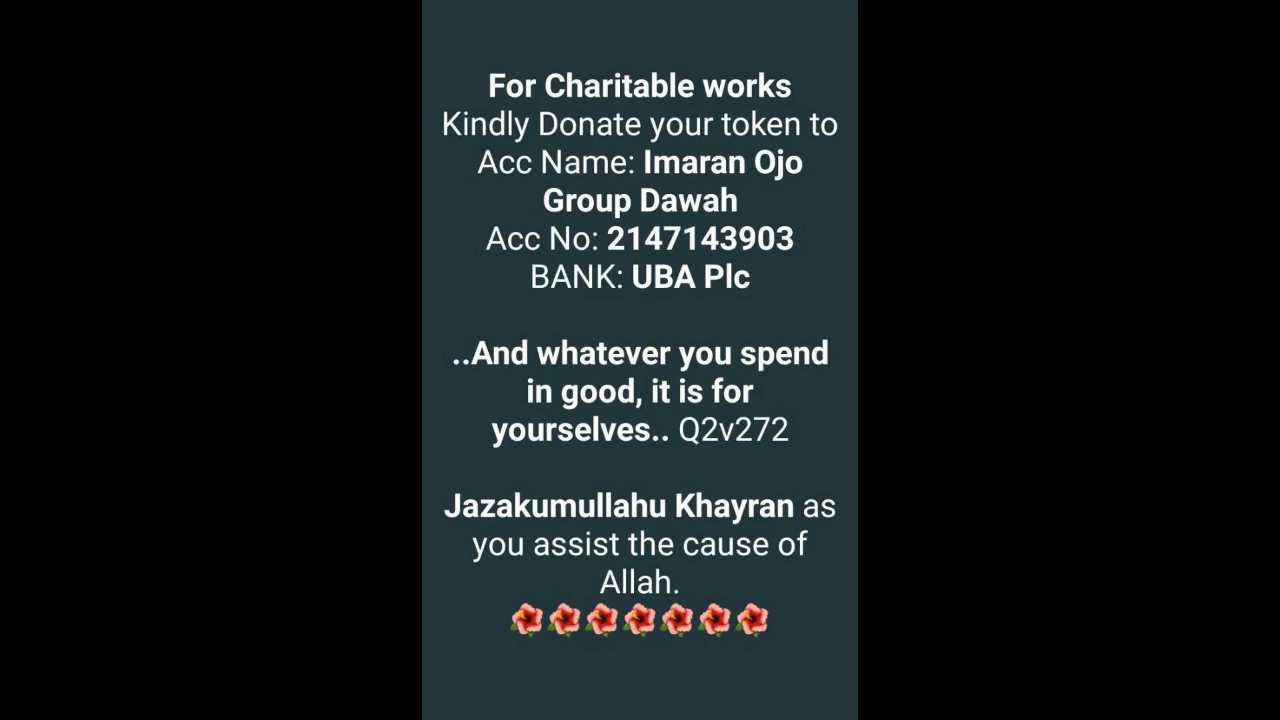 For Charitable works
Kindly Donate your token to
Acc Name: Imaran Ojo
Group Dawah
Acc No: 2147143903
BANK: UBA Plc
..And whatever you spend
in good, it is for
yourselves.. Q2v272
Jazakumullahu Khayran as
you assist the cause of
Allah.
🌺🌺🌺🌺🌺🌺🌺